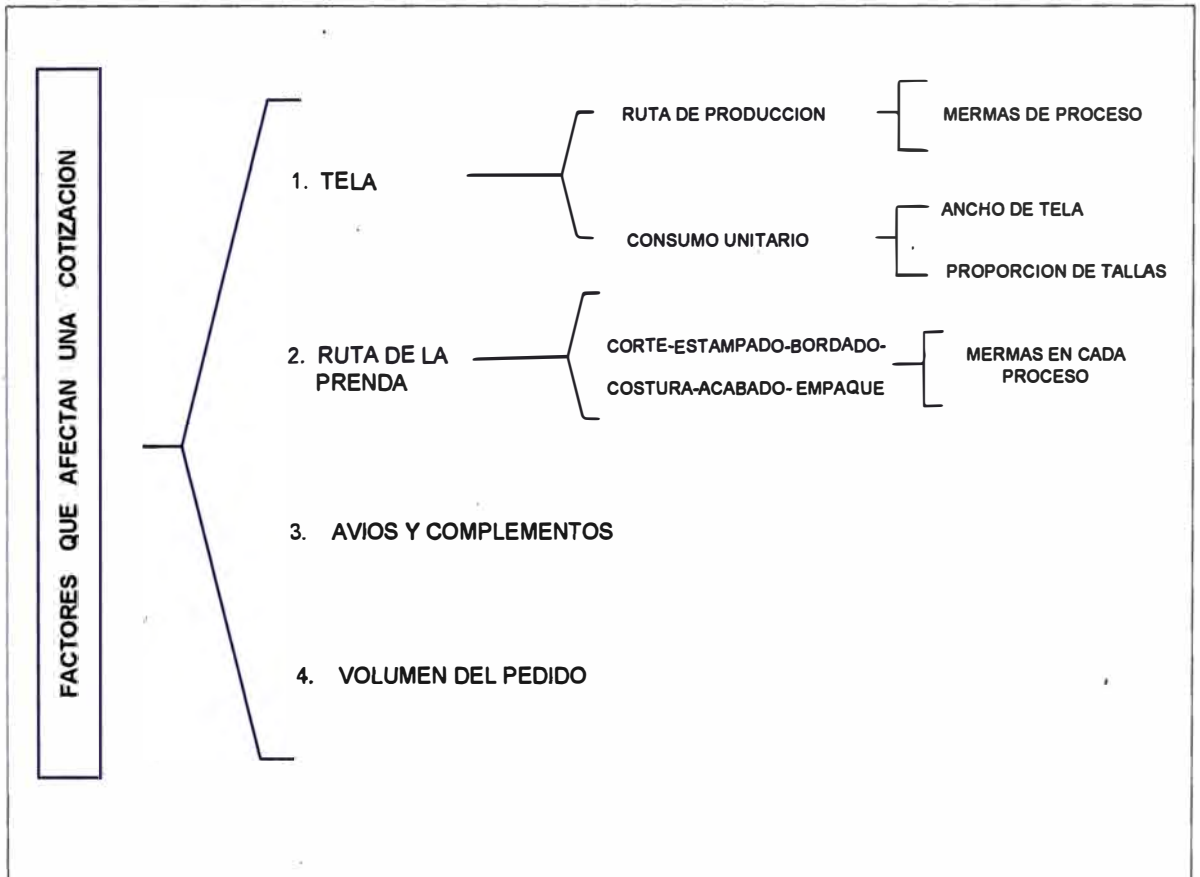 FACTORES QUE AFECTAN UNA COTIZACION
1. TELA
RUTA DE PRODUCCION
MERMAS DE PROCESO
CONSUMO UNITARIO
ANCHO DE TELA
PROPORCION DE TALLAS
2. RUTA DE LA
PRENDA
CORTE-ESTAMPADO-BORDADO-
COSTURA-ACABADO- EMPAQUE
MERMAS EN CADA
PROCESO
3. AVIOS Y COMPLEMENTOS
4. VOLUMEN DEL PEDIDO